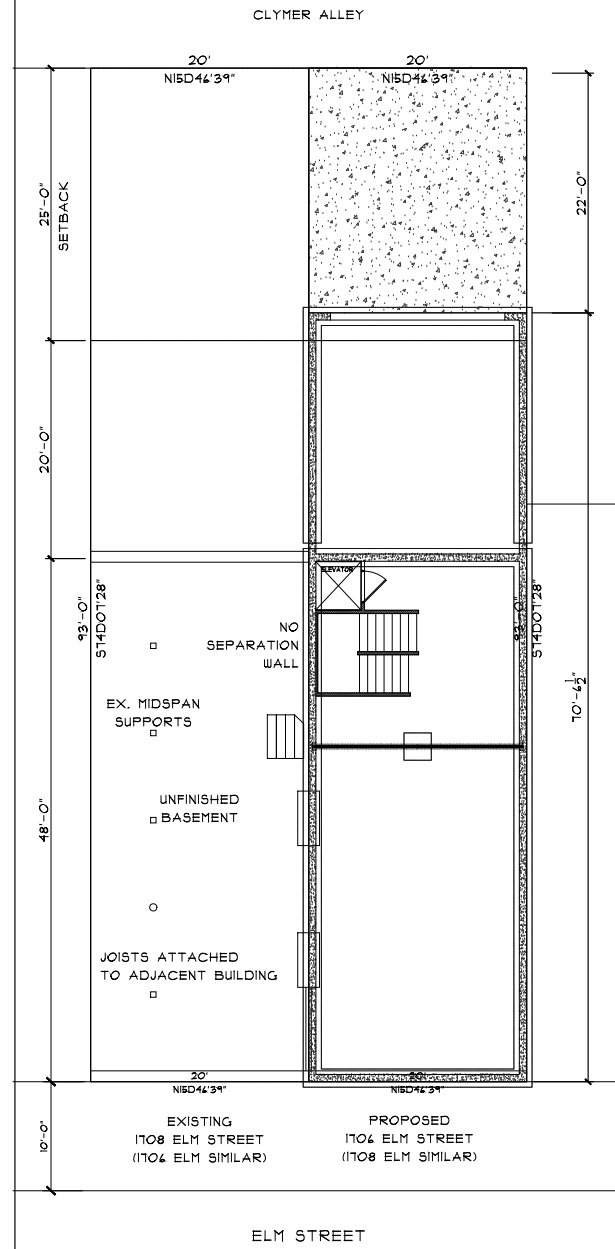 CLYMER ALLEY
20' 20'
N15D46'39" N15D46'39"
25'-0"
SETBACK
22'-0"
20'-0"
ELEVATOR
93'-0"
S74D07'28"
93'-0"
S74D07'28"
NO
SEPARATION
WALL
EX. MIDSPAN
SUPPORTS
70'-6 1/2"
UNFINISHED
BASEMENT
48'-0"
JOISTS ATTACHED
TO ADJACENT BUILDING
20' 20'
N15D46'39" N15D46'39"
10'-0"
EXISTING
1708 ELM STREET
(1706 ELM SIMILAR)
PROPOSED
1706 ELM STREET
(1708 ELM SIMILAR)
ELM STREET